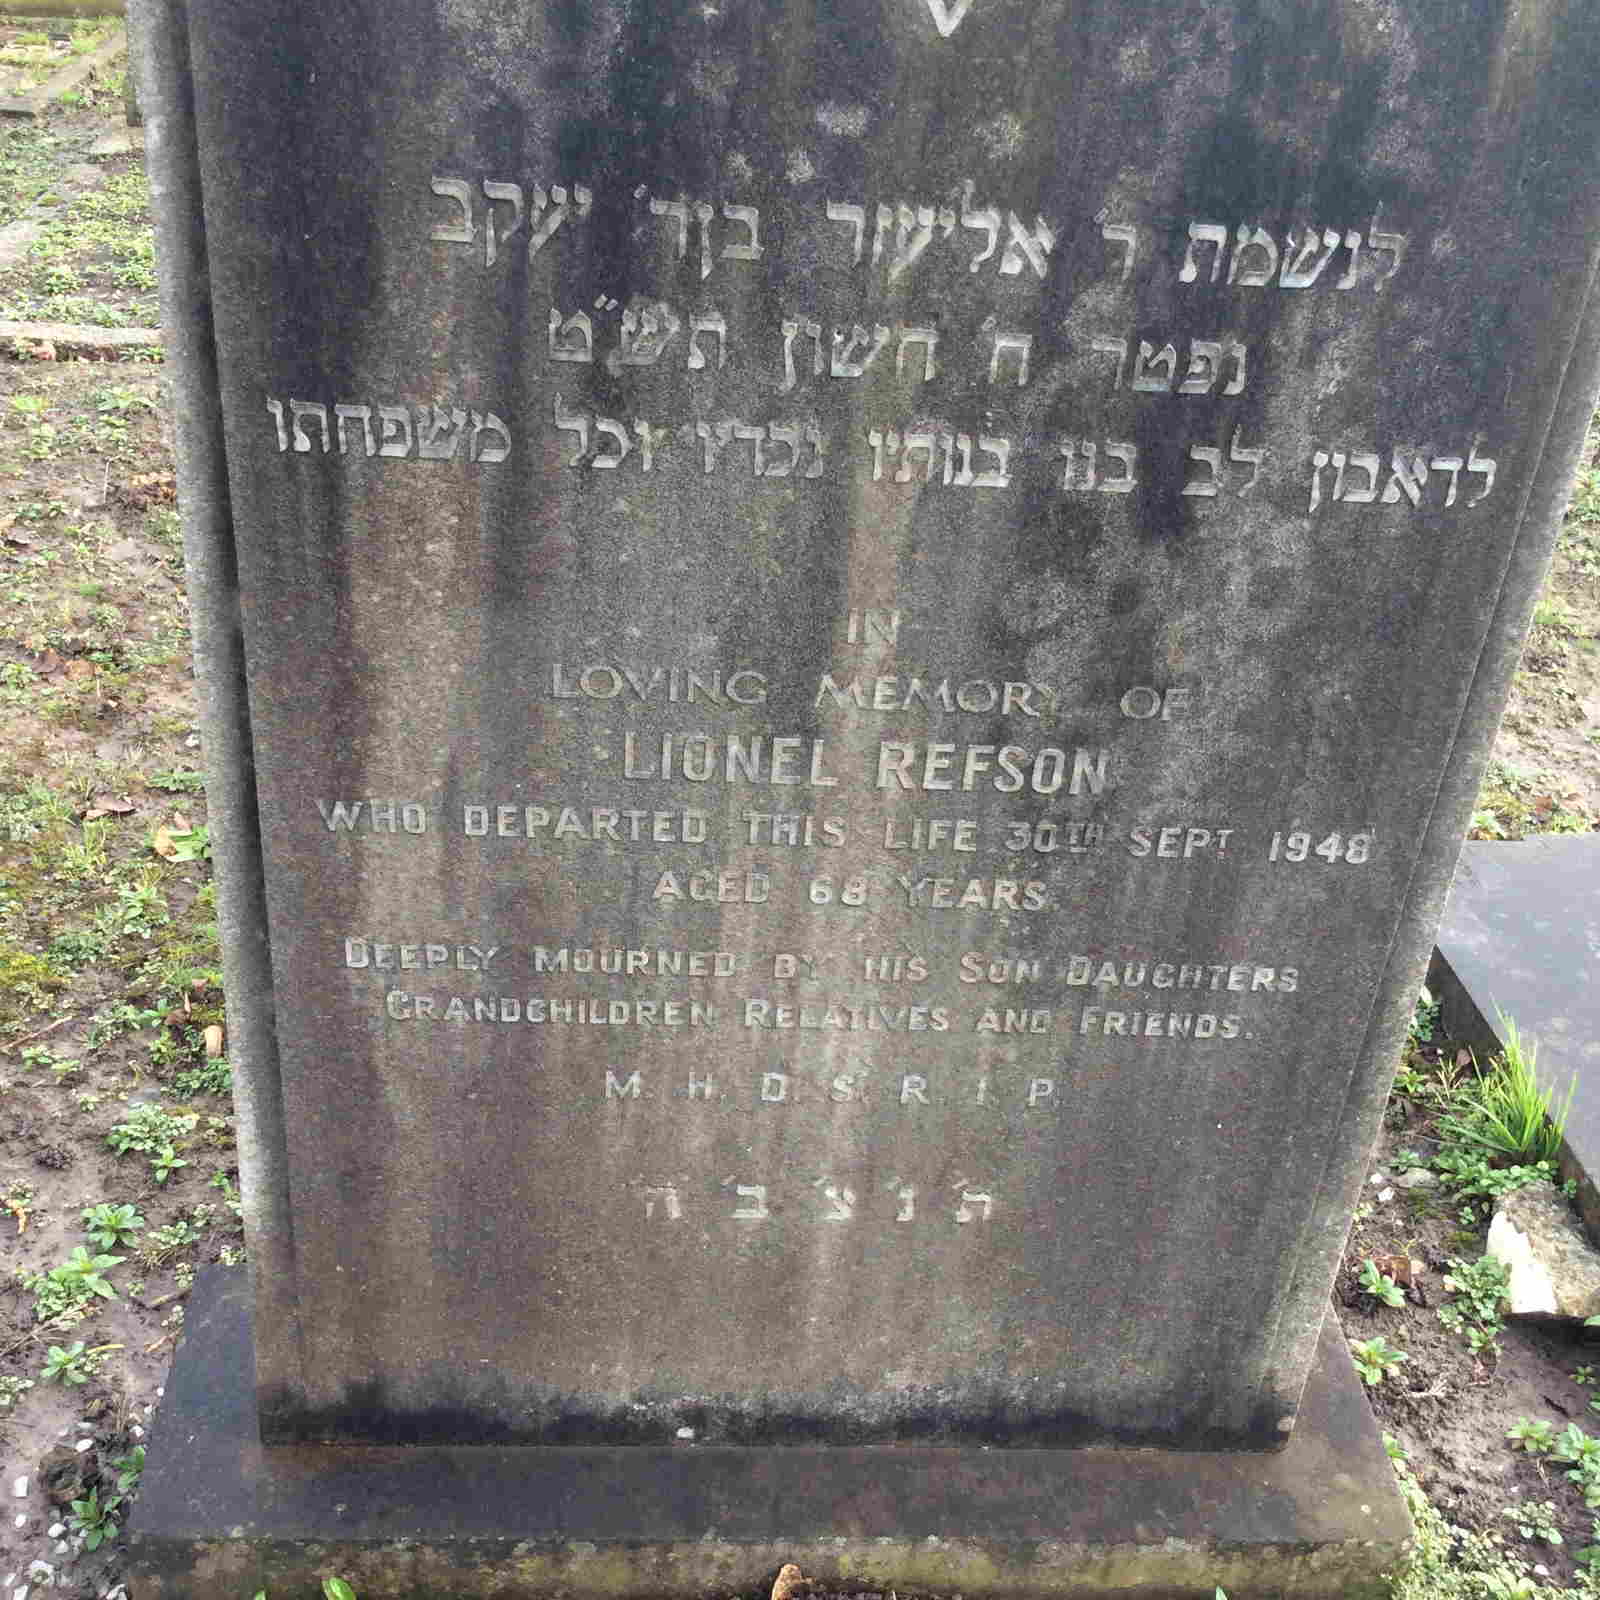 לנשמת ר׳ אליעזר בן ר׳ יעקב
נפטר ח׳ חשון תש״ט
לדאבון לב בנו בנותיו נכדיו וכל משפחתו
IN
LOVING MEMORY OF
LIONEL REFSON
WHO DEPARTED THIS LIFE 30TH SEPT 1948
AGED 68 YEARS.
DEEPLY MOURNED BY HIS SON DAUGHTERS
GRANDCHILDREN RELATIVES AND FRIENDS.
M. H. D. S. R. I. P.
ת׳ נ׳ צ׳ ב׳ ה׳